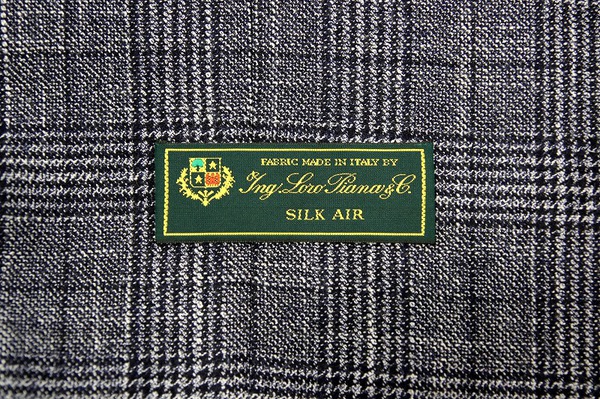 FABRIC MADE IN ITALY BY
Ing. Loro Piana & C.
SILK AIR